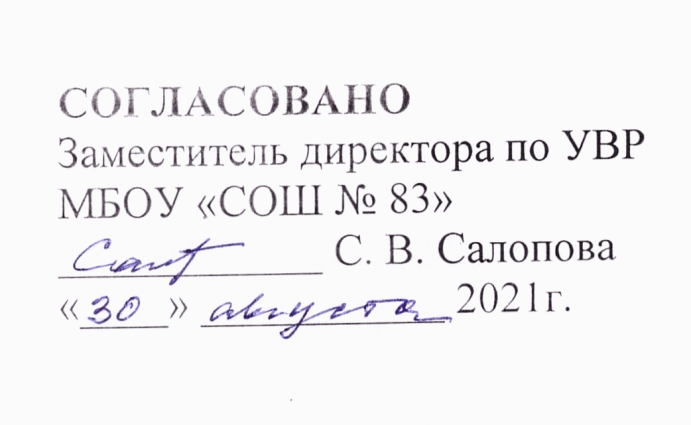 СОГЛАСОВАНО
Заместитель директора по УВР
МБОУ «СОШ № 83»
С. В. Салопова
«30» августа 2021г.